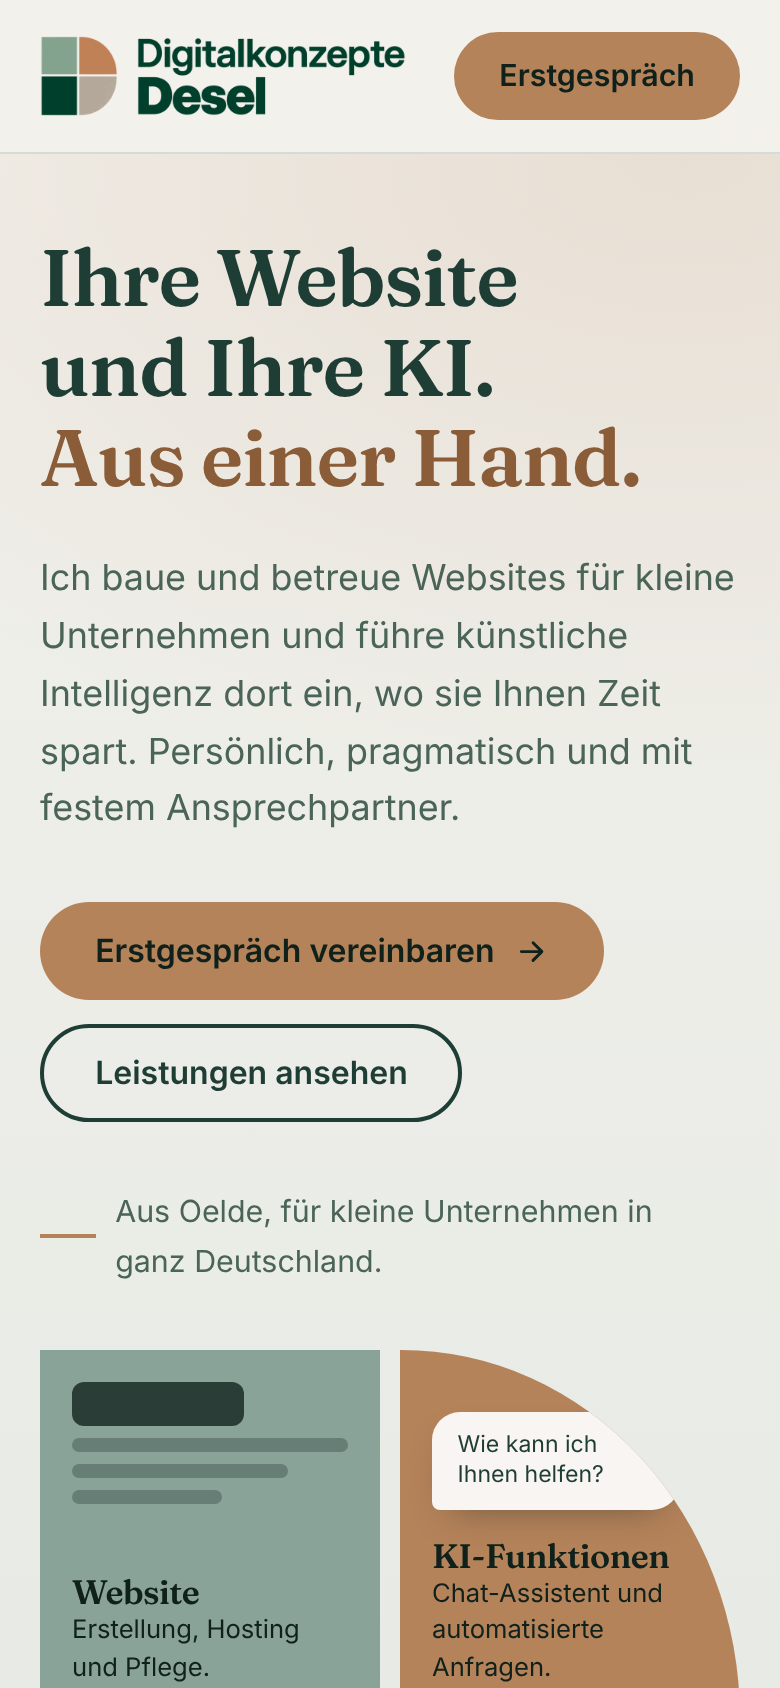 Digitalkonzepte
Desel
Erstgespräch
Ihre Website
und Ihre KI.
Aus einer Hand.
Ich baue und betreue Websites für kleine
Unternehmen und führe künstliche
Intelligenz dort ein, wo sie Ihnen Zeit
spart. Persönlich, pragmatisch und mit
festem Ansprechpartner.
Erstgespräch vereinbaren →
Leistungen ansehen
Aus Oelde, für kleine Unternehmen in
ganz Deutschland.
Website
Erstellung, Hosting
und Pflege.
Wie kann ich
Ihnen helfen?
KI-Funktionen
Chat-Assistent und
automatisierte
Anfragen.